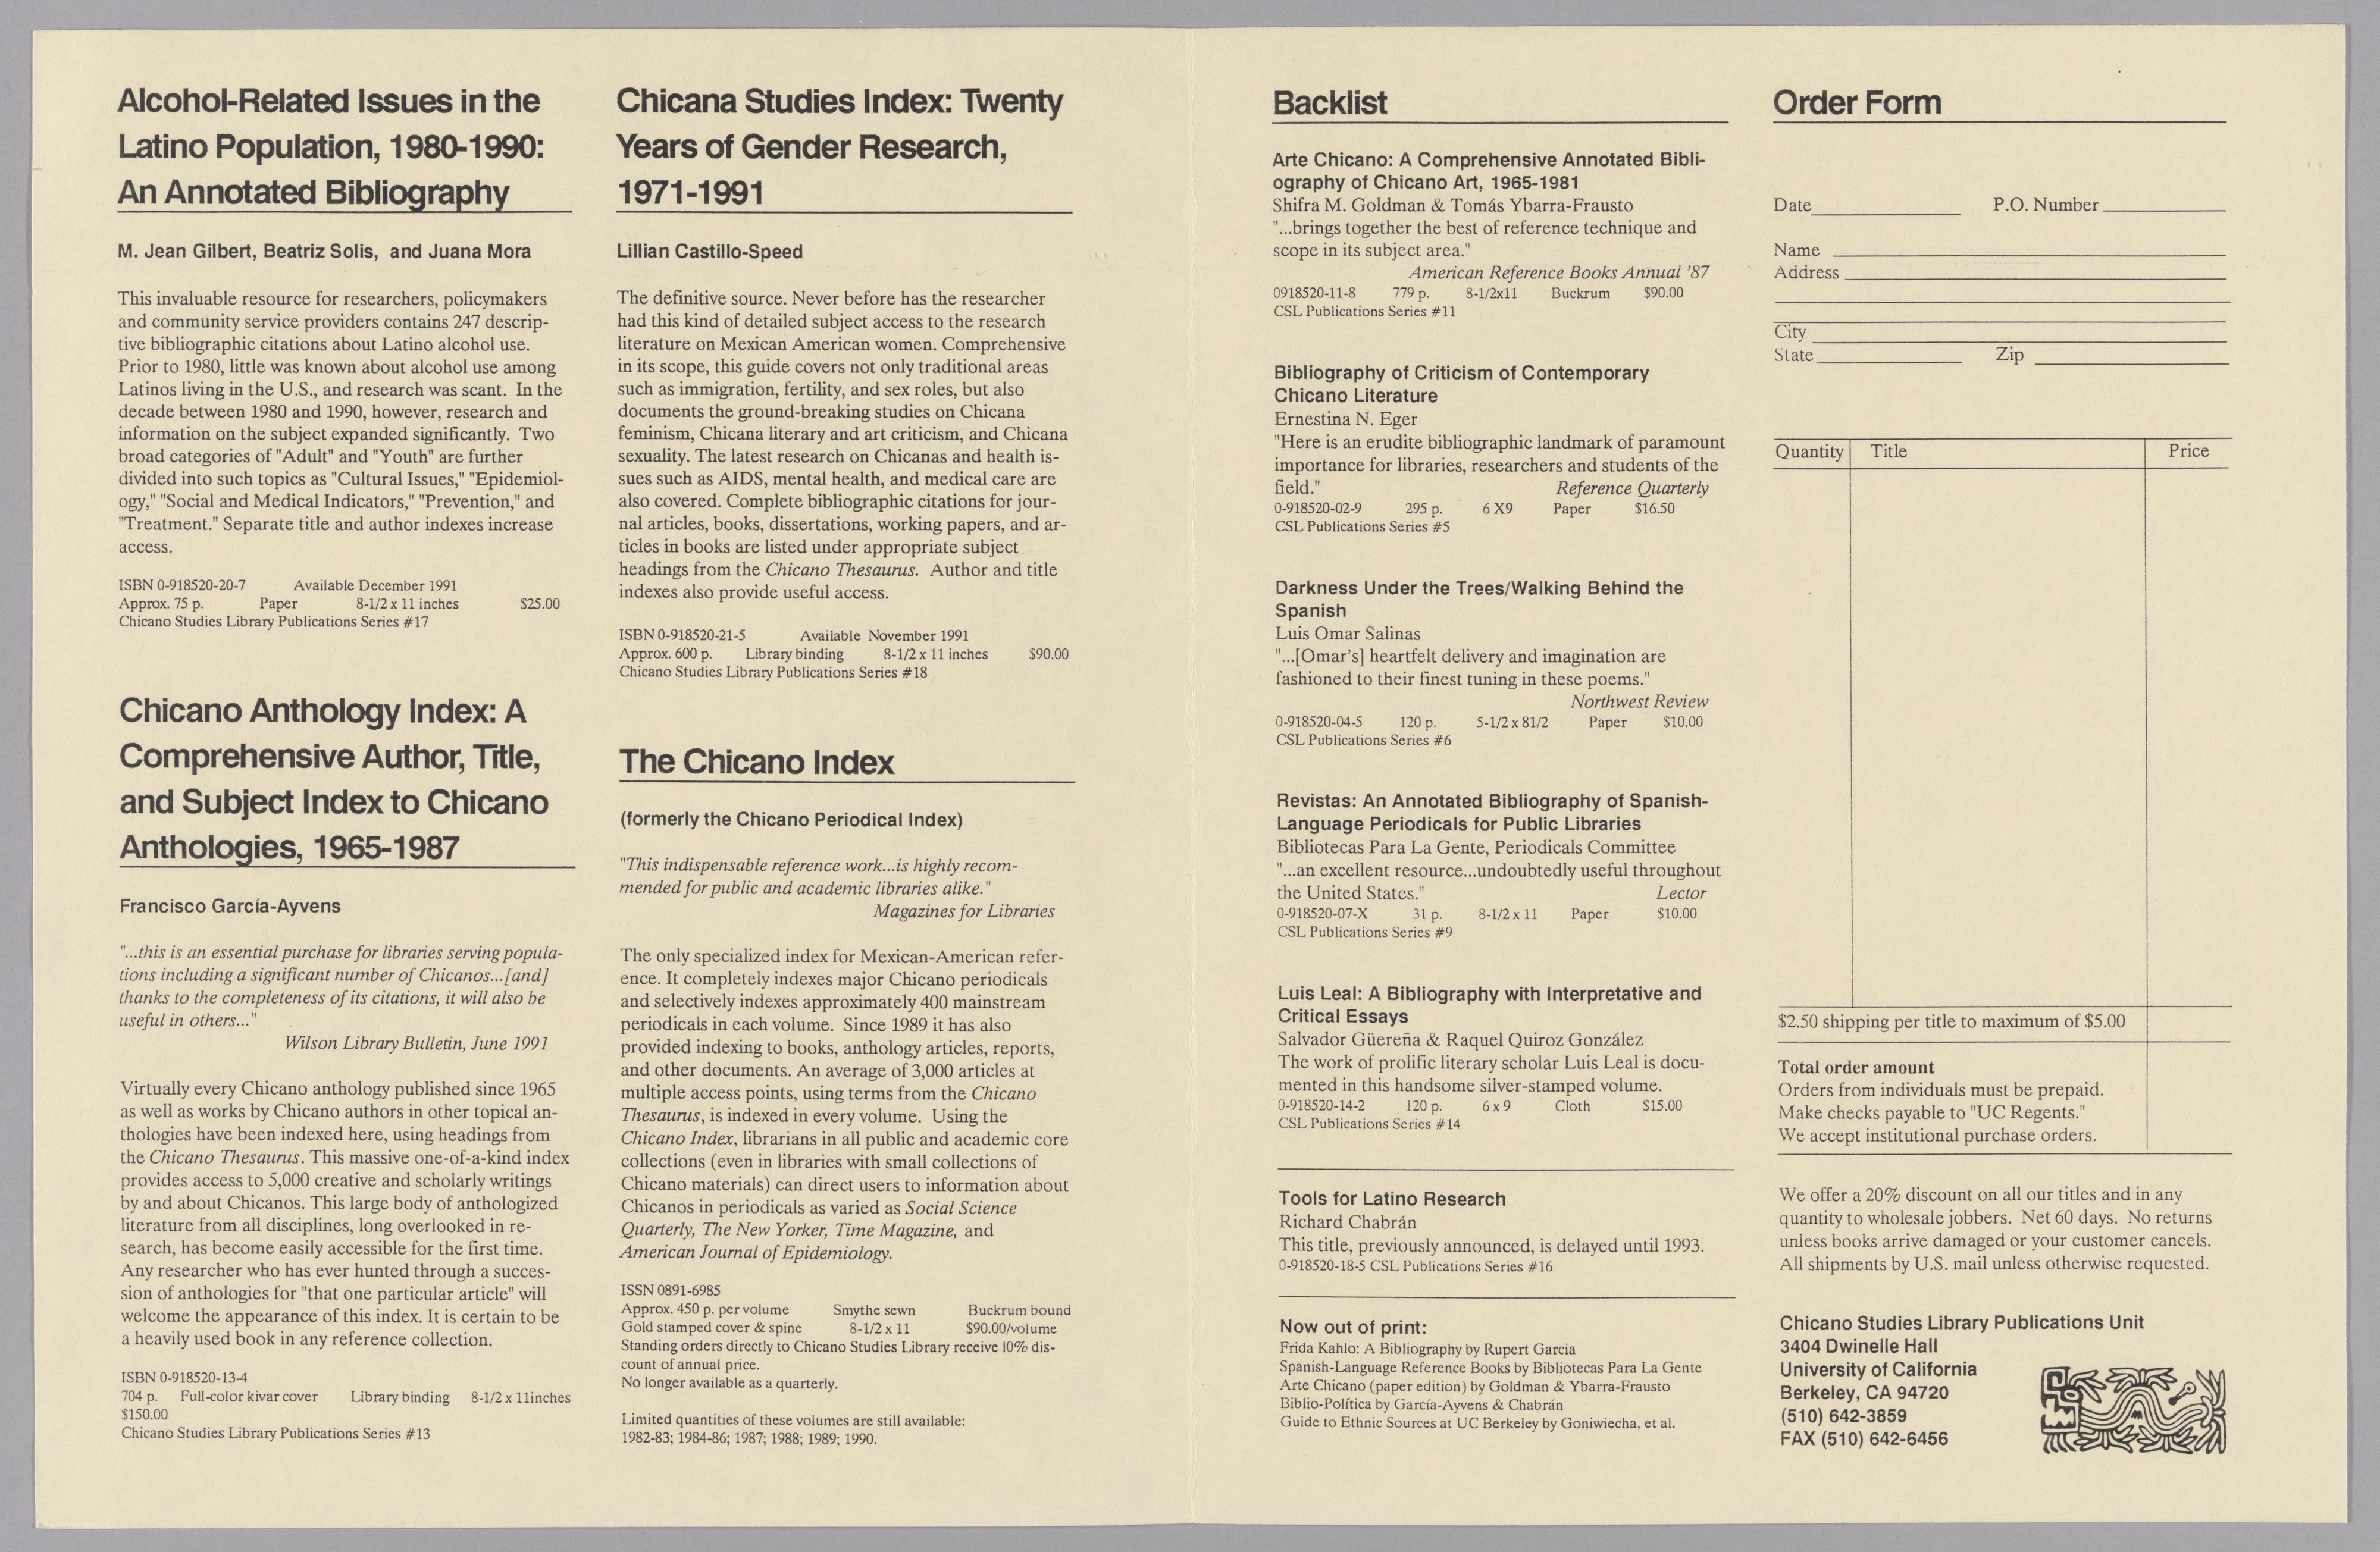 Alcohol-Related Issues in the
Latino Population, 1980-1990:
An Annotated Bibliography
M. Jean Gilbert, Beatriz Solis, and Juana Mora
This invaluable resource for researchers, policymakers
and community service providers contains 247 descrip-
tive bibliographic citations about Latino alcohol use.
Prior to 1980, little was known about alcohol use among
Latinos living in the U.S., and research was scant. In the
decade between 1980 and 1990, however, research and
information on the subject expanded significantly. Two
broad categories of "Adult" and "Youth" are further
divided into such topics as "Cultural Issues," "Epidemiol-
ogy," "Social and Medical Indicators," "Prevention," and
"Treatment." Separate title and author indexes increase
access.
ISBN 0-918520-20-7 Available December 1991
Approx. 75 p. Paper 8-1/2 x 11 inches $25.00
Chicano Studies Library Publications Series #17
Chicano Anthology Index: A
Comprehensive Author, Title,
and Subject Index to Chicano
Anthologies, 1965-1987
Francisco García-Ayvens
"...this is an essential purchase for libraries serving popula-
tions including a significant number of Chicanos...[and]
thanks to the completeness of its citations, it will also be
useful in others..."
Wilson Library Bulletin, June 1991
Virtually every Chicano anthology published since 1965
as well as works by Chicano authors in other topical an-
thologies have been indexed here, using headings from
the Chicano Thesaurus. This massive one-of-a-kind index
provides access to 5,000 creative and scholarly writings
by and about Chicanos. This large body of anthologized
literature from all disciplines, long overlooked in re-
search, has become easily accessible for the first time.
Any researcher who has ever hunted through a succes-
sion of anthologies for "that one particular article" will
welcome the appearance of this index. It is certain to be
a heavily used book in any reference collection.
ISBN 0-918520-13-4
704 p. Full-color kivar cover Library binding 8-1/2 x 11inches
$150.00
Chicano Studies Library Publications Series #13
Chicana Studies Index: Twenty
Years of Gender Research,
1971-1991
Lillian Castillo-Speed
The definitive source. Never before has the researcher
had this kind of detailed subject access to the research
literature on Mexican American women. Comprehensive
in its scope, this guide covers not only traditional areas
such as immigration, fertility, and sex roles, but also
documents the ground-breaking studies on Chicana
feminism, Chicana literary and art criticism, and Chicana
sexuality. The latest research on Chicanas and health is-
sues such as AIDS, mental health, and medical care are
also covered. Complete bibliographic citations for jour-
nal articles, books, dissertations, working papers, and ar-
ticles in books are listed under appropriate subject
headings from the Chicano Thesaurus. Author and title
indexes also provide useful access.
ISBN 0-918520-21-5 Available November 1991
Approx. 600 p. Library binding 8-1/2 x 11 inches $90.00
Chicano Studies Library Publications Series #18
The Chicano Index
(formerly the Chicano Periodical Index)
"This indispensable reference work...is highly recom-
mended for public and academic libraries alike."
Magazines for Libraries
The only specialized index for Mexican-American refer-
ence. It completely indexes major Chicano periodicals
and selectively indexes approximately 400 mainstream
periodicals in each volume. Since 1989 it has also
provided indexing to books, anthology articles, reports,
and other documents. An average of 3,000 articles at
multiple access points, using terms from the Chicano
Thesaurus, is indexed in every volume. Using the
Chicano Index, librarians in all public and academic core
collections (even in libraries with small collections of
Chicano materials) can direct users to information about
Chicanos in periodicals as varied as Social Science
Quarterly, The New Yorker, Time Magazine, and
American Journal of Epidemiology.
ISSN 0891-6985
Approx. 450 p. per volume Smythe sewn Buckrum bound
Gold stamped cover & spine 8-1/2 x 11 $90.00/volume
Standing orders directly to Chicano Studies Library receive 10% dis-
count of annual price.
No longer available as a quarterly.
Limited quantities of these volumes are still available:
1982-83; 1984-86; 1987; 1988; 1989; 1990.
Backlist
Arte Chicano: A Comprehensive Annotated Bibli-
ography of Chicano Art, 1965-1981
Shifra M. Goldman & Tomás Ybarra-Frausto
"...brings together the best of reference technique and
scope in its subject area."
American Reference Books Annual '87
0918520-11-8 779 p. 8-1/2x11 Buckrum $90.00
CSL Publications Series #11
Bibliography of Criticism of Contemporary
Chicano Literature
Ernestina N. Eger
"Here is an erudite bibliographic landmark of paramount
importance for libraries, researchers and students of the
field." Reference Quarterly
0-918520-02-9 295 p. 6 X9 Paper $16.50
CSL Publications Series #5
Darkness Under the Trees/Walking Behind the
Spanish
Luis Omar Salinas
"...[Omar's] heartfelt delivery and imagination are
fashioned to their finest tuning in these poems."
Northwest Review
0-918520-04-5 120 p. 5-1/2 x 81/2 Paper $10.00
CSL Publications Series #6
Revistas: An Annotated Bibliography of Spanish-
Language Periodicals for Public Libraries
Bibliotecas Para La Gente, Periodicals Committee
"...an excellent resource...undoubtedly useful throughout
the United States." Lector
0-918520-07-X 31 p. 8-1/2 x 11 Paper $10.00
CSL Publications Series #9
Luis Leal: A Bibliography with Interpretative and
Critical Essays
Salvador Güereña & Raquel Quiroz González
The work of prolific literary scholar Luis Leal is docu-
mented in this handsome silver-stamped volume.
0-918520-14-2 120 p. 6 x 9 Cloth $15.00
CSL Publications Series #14
Tools for Latino Research
Richard Chabrán
This title, previously announced, is delayed until 1993.
0-918520-18-5 CSL Publications Series #16
Now out of print:
Frida Kahlo: A Bibliography by Rupert Garcia
Spanish-Language Reference Books by Bibliotecas Para La Gente
Arte Chicano (paper edition) by Goldman & Ybarra-Frausto
Biblio-Política by García-Ayvens & Chabrán
Guide to Ethnic Sources at UC Berkeley by Goniwiecha, et al.
Order Form
Date P.O. Number
Name
Address
City
State Zip
Quantity Title Price
$2.50 shipping per title to maximum of $5.00
Total order amount
Orders from individuals must be prepaid.
Make checks payable to "UC Regents."
We accept institutional purchase orders.
We offer a 20% discount on all our titles and in any
quantity to wholesale jobbers. Net 60 days. No returns
unless books arrive damaged or your customer cancels.
All shipments by U.S. mail unless otherwise requested.
Chicano Studies Library Publications Unit
3404 Dwinelle Hall
University of California
Berkeley, CA 94720
(510) 642-3859
FAX (510) 642-6456